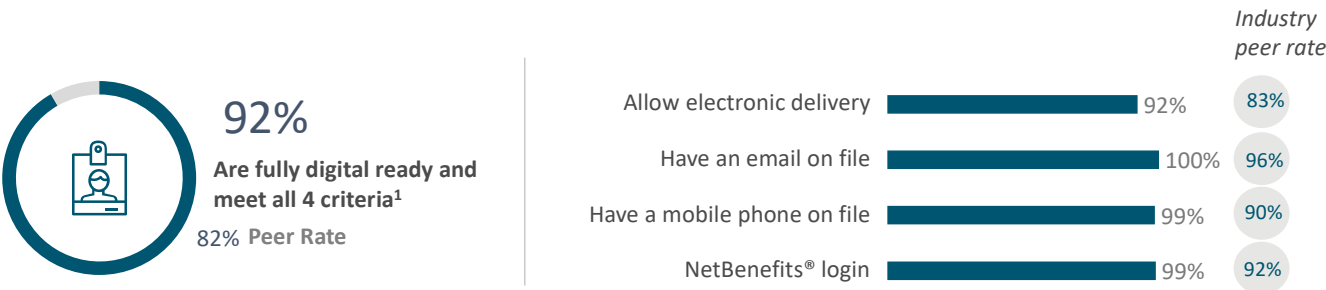 92%
Are fully digital ready and
meet all 4 criteria¹
82% Peer Rate
Industry
peer rate
Allow electronic delivery 92% 83%
Have an email on file 100% 96%
Have a mobile phone on file 99% 90%
NetBenefits® login 99% 92%